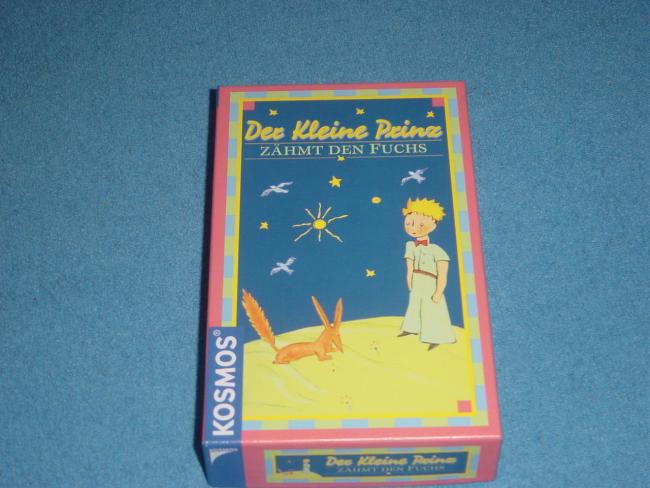 Der Kleine Prinz
ZÄHMT DEN FUCHS
KOSMOS®
Der Kleine Prinz
ZÄHMT DEN FUCHS